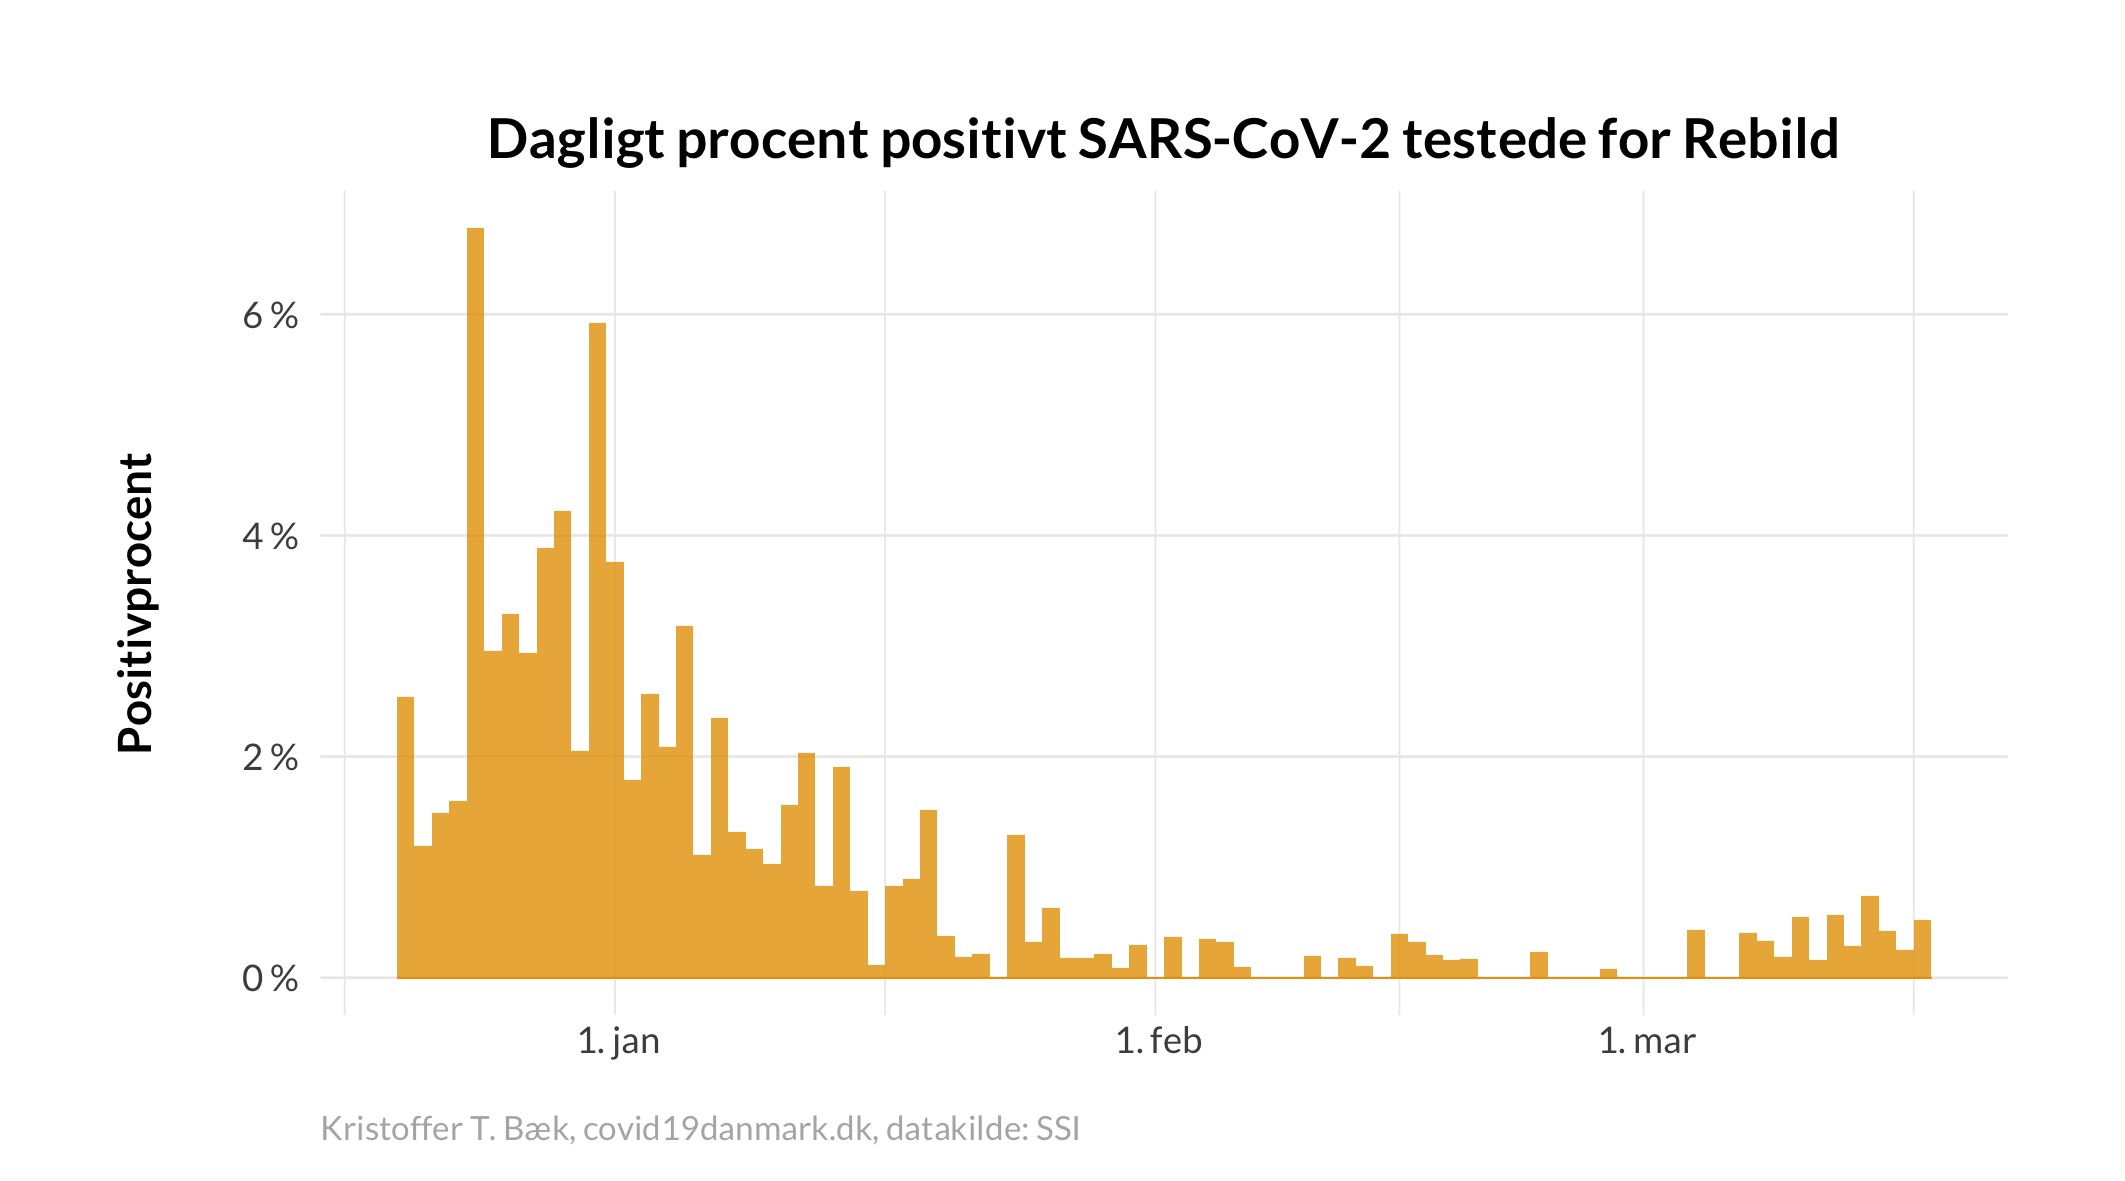 Dagligt procent positivt SARS-CoV-2 testede for Rebild
Positivprocent
6 %
4 %
2 %
0 %
1. jan
1. feb
1. mar
Kristoffer T. Bæk, covid19danmark.dk, datakilde: SSI